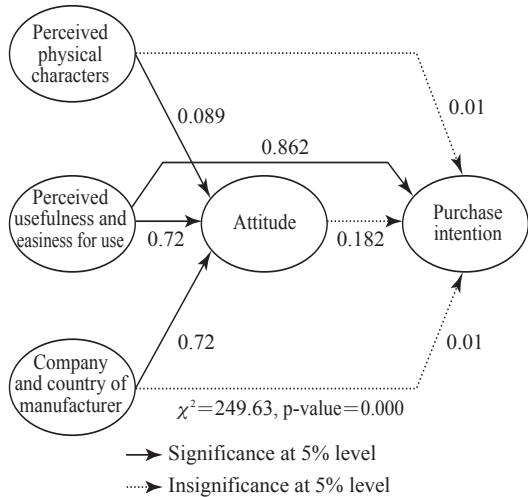 Perceived
physical
characters
0.01
0.089
0.862
Perceived
usefulness and
easiness for use
0.72
Attitude
0.182
Purchase
intention
0.72
0.01
Company
and country of
manufacturer
χ²=249.63, p-value=0.000
Significance at 5% level
Insignificance at 5% level